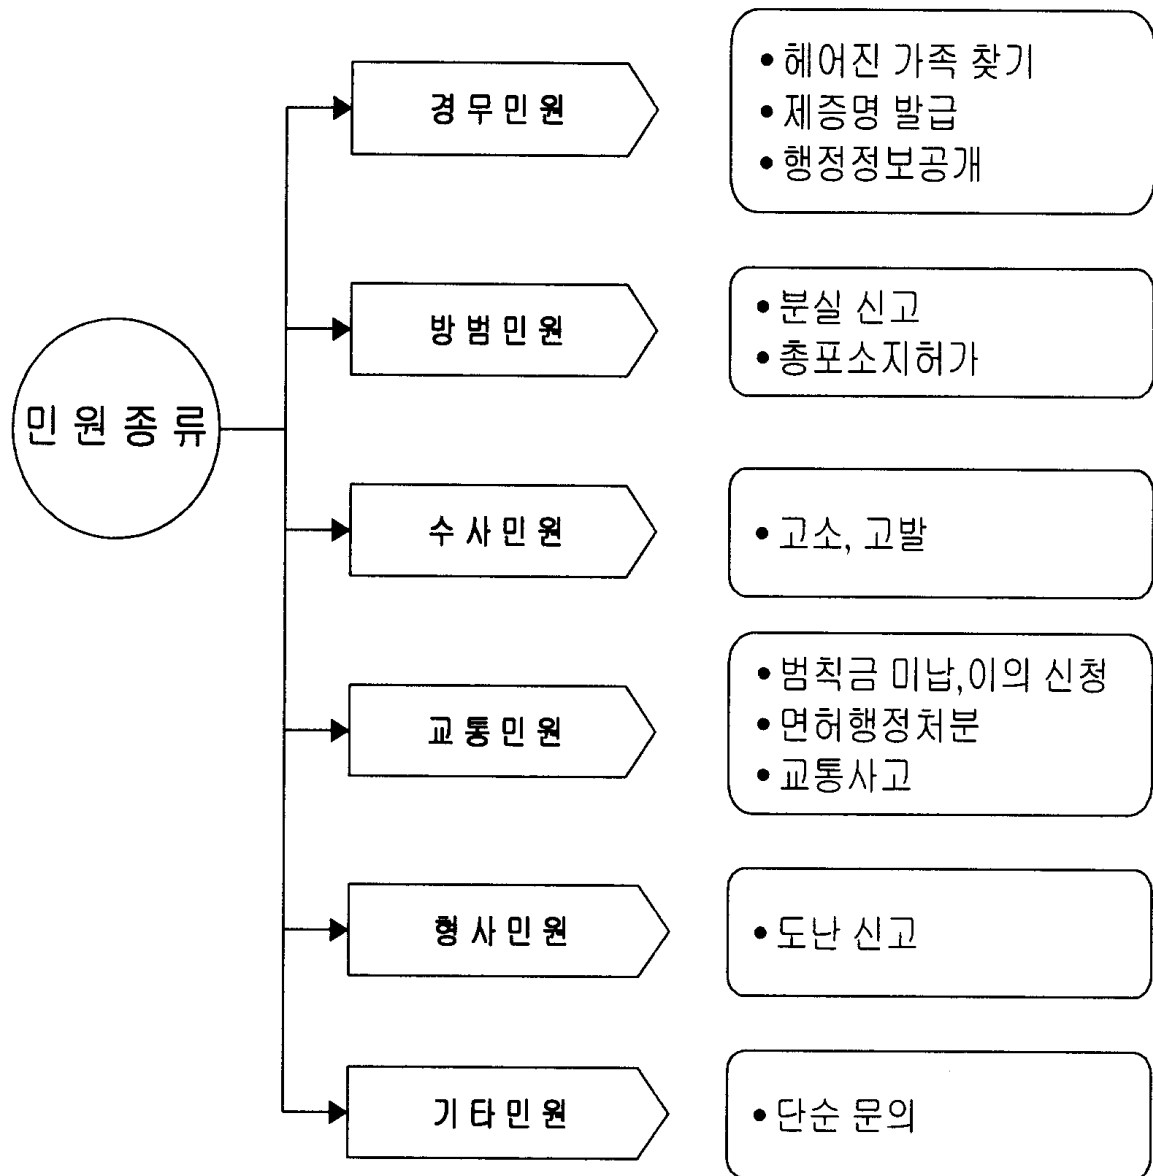 민원종류
경무민원
• 헤어진 가족 찾기
• 제증명 발급
• 행정정보공개
방범민원
• 분실 신고
• 총포소지허가
수사민원
• 고소, 고발
교통민원
• 범칙금 미납,이의 신청
• 면허행정처분
• 교통사고
형사민원
• 도난 신고
기타민원
• 단순 문의